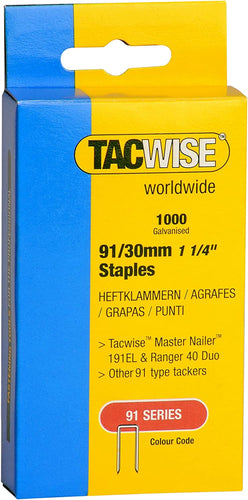 TACWISE™
worldwide
1000
Galvanised
91/30mm 1 1/4"
Staples
HEFTKLAMMERN / AGRAFES
/ GRAPAS / PUNTI
> Tacwise™ Master Nailer™
191EL & Ranger 40 Duo
> Other 91 type tackers
91 SERIES
Colour Code